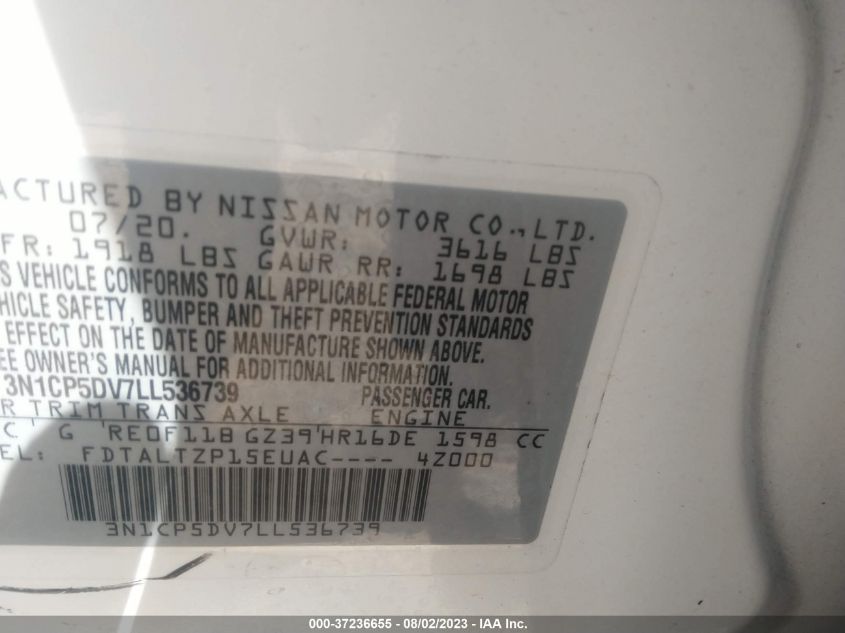 ACTURED BY NISSAN MOTOR CO., LTD.
07/20. GVWR: 3616 LBS
FR: 1918 LBS GAWR RR: 1698 LBS
S VEHICLE CONFORMS TO ALL APPLICABLE FEDERAL MOTOR
HICLE SAFETY, BUMPER AND THEFT PREVENTION STANDARDS
EFFECT ON THE DATE OF MANUFACTURE SHOWN ABOVE.
EE OWNER'S MANUAL FOR ADDITIONAL INFORMATION.
3N1CP5DV7LL536739 PASSENGER CAR.
R TRIM TRANS AXLE ENGINE
C G RE0F11B GZ39 HR16DE 1598 CC
EL: FDTALTZP15EUAC---- 4Z000
3N1CP5DV7LL536739
000-37236655 - 08/02/2023 - IAA, Inc.